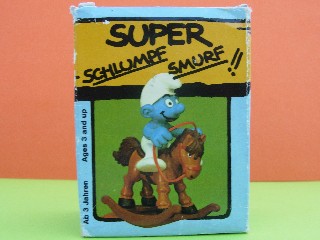 SUPER
SCHLUMPF
SMURF!!
Ab 3 Jahren Ages 3 and up